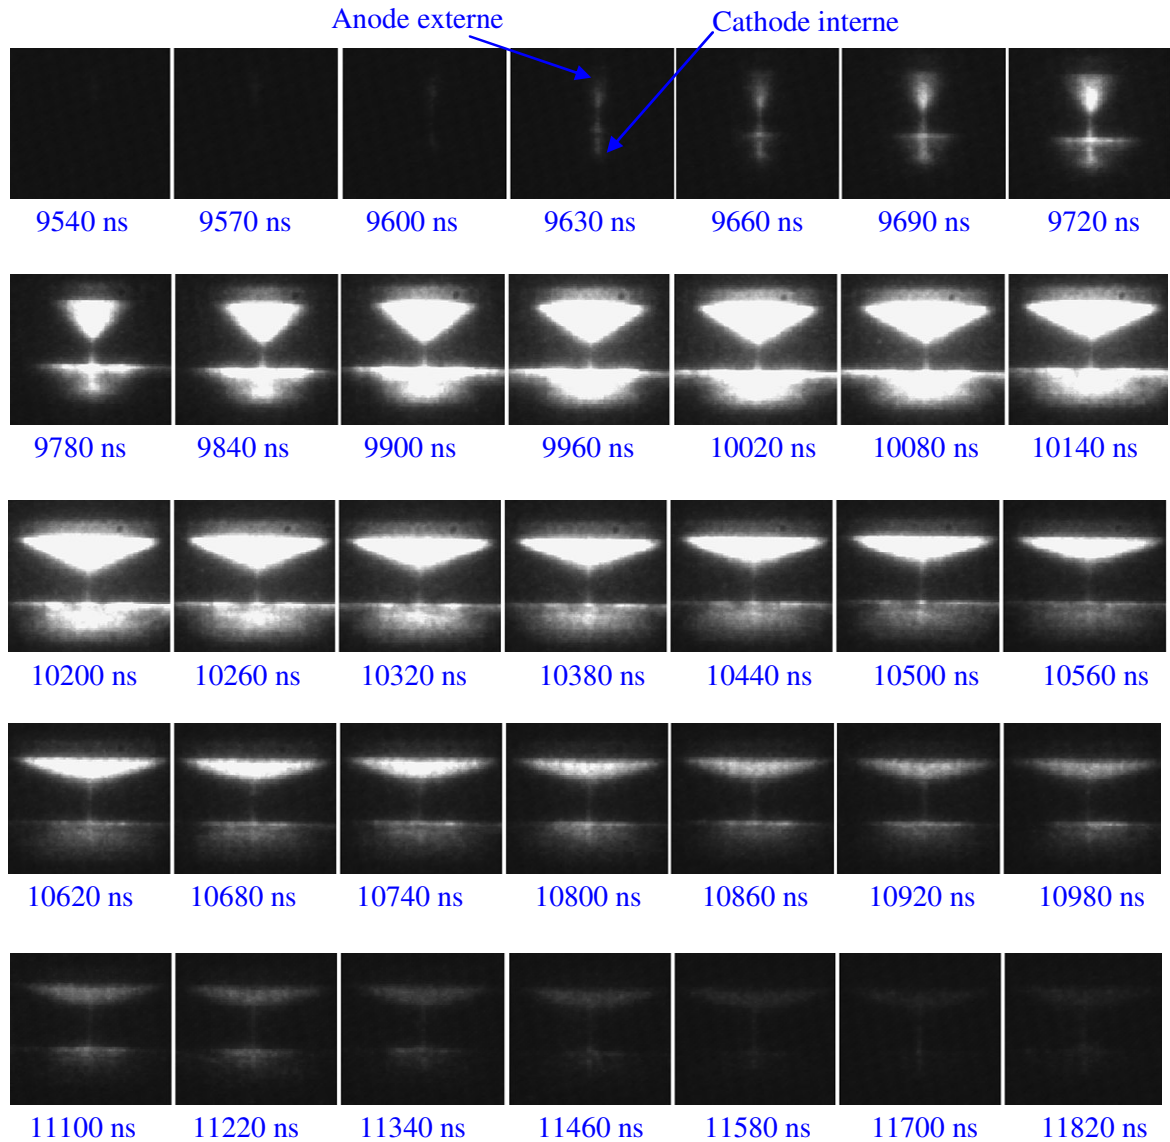 Anode externe Cathode interne
9540 ns 9570 ns 9600 ns 9630 ns 9660 ns 9690 ns 9720 ns
9780 ns 9840 ns 9900 ns 9960 ns 10020 ns 10080 ns 10140 ns
10200 ns 10260 ns 10320 ns 10380 ns 10440 ns 10500 ns 10560 ns
10620 ns 10680 ns 10740 ns 10800 ns 10860 ns 10920 ns 10980 ns
11100 ns 11220 ns 11340 ns 11460 ns 11580 ns 11700 ns 11820 ns